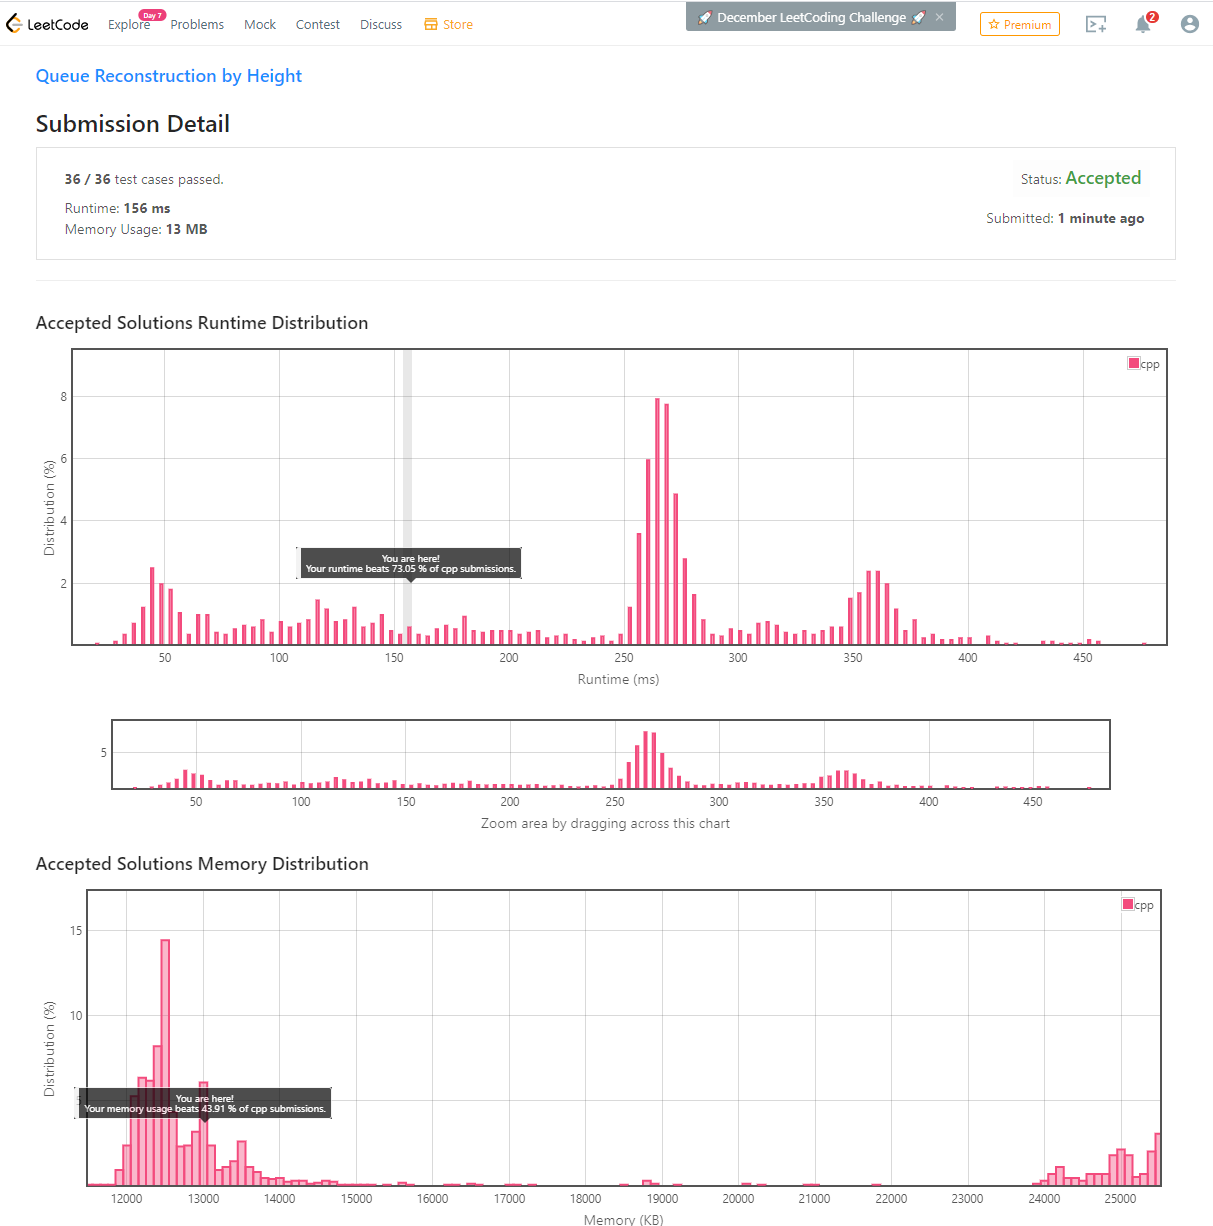 LeetCode Explore Day 7 Problems Mock Contest Discuss Store 🚀 December LeetCoding Challenge 🚀 × Premium 2
Queue Reconstruction by Height
Submission Detail
36 / 36 test cases passed.
Status: Accepted
Runtime: 156 ms
Submitted: 1 minute ago
Memory Usage: 13 MB
Accepted Solutions Runtime Distribution
cpp
8
6
4
2
Distribution (%)
You are here!
Your runtime beats 73.05 % of cpp submissions.
50 100 150 200 250 300 350 400 450
Runtime (ms)
5
50 100 150 200 250 300 350 400 450
Zoom area by dragging across this chart
Accepted Solutions Memory Distribution
cpp
15
10
5
Distribution (%)
You are here!
Your memory usage beats 43.91 % of cpp submissions.
12000 13000 14000 15000 16000 17000 18000 19000 20000 21000 22000 23000 24000 25000
Memory (KB)